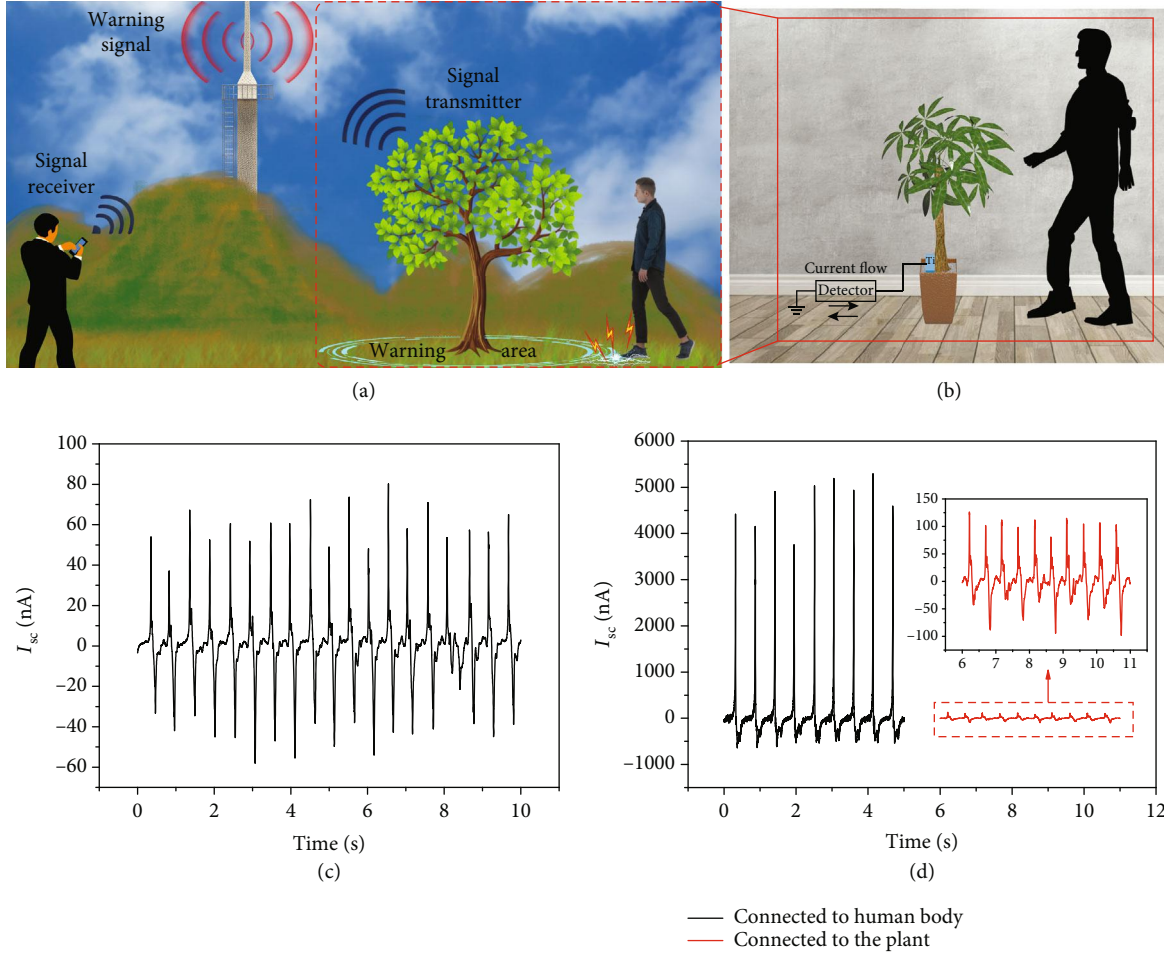 Warning
signal
Signal
transmitter
Signal
receiver
Warning area
(a)
Ti
Current flow
Detector
(b)
100
80
60
40
20
0
−20
−40
−60
I_sc (nA)
0 2 4 6 8 10
Time (s)
(c)
6000
5000
4000
3000
2000
1000
0
−1000
I_sc (nA)
150
100
50
0
−50
−100
6 7 8 9 10 11
0 2 4 6 8 10 12
Time (s)
(d)
Connected to human body
Connected to the plant